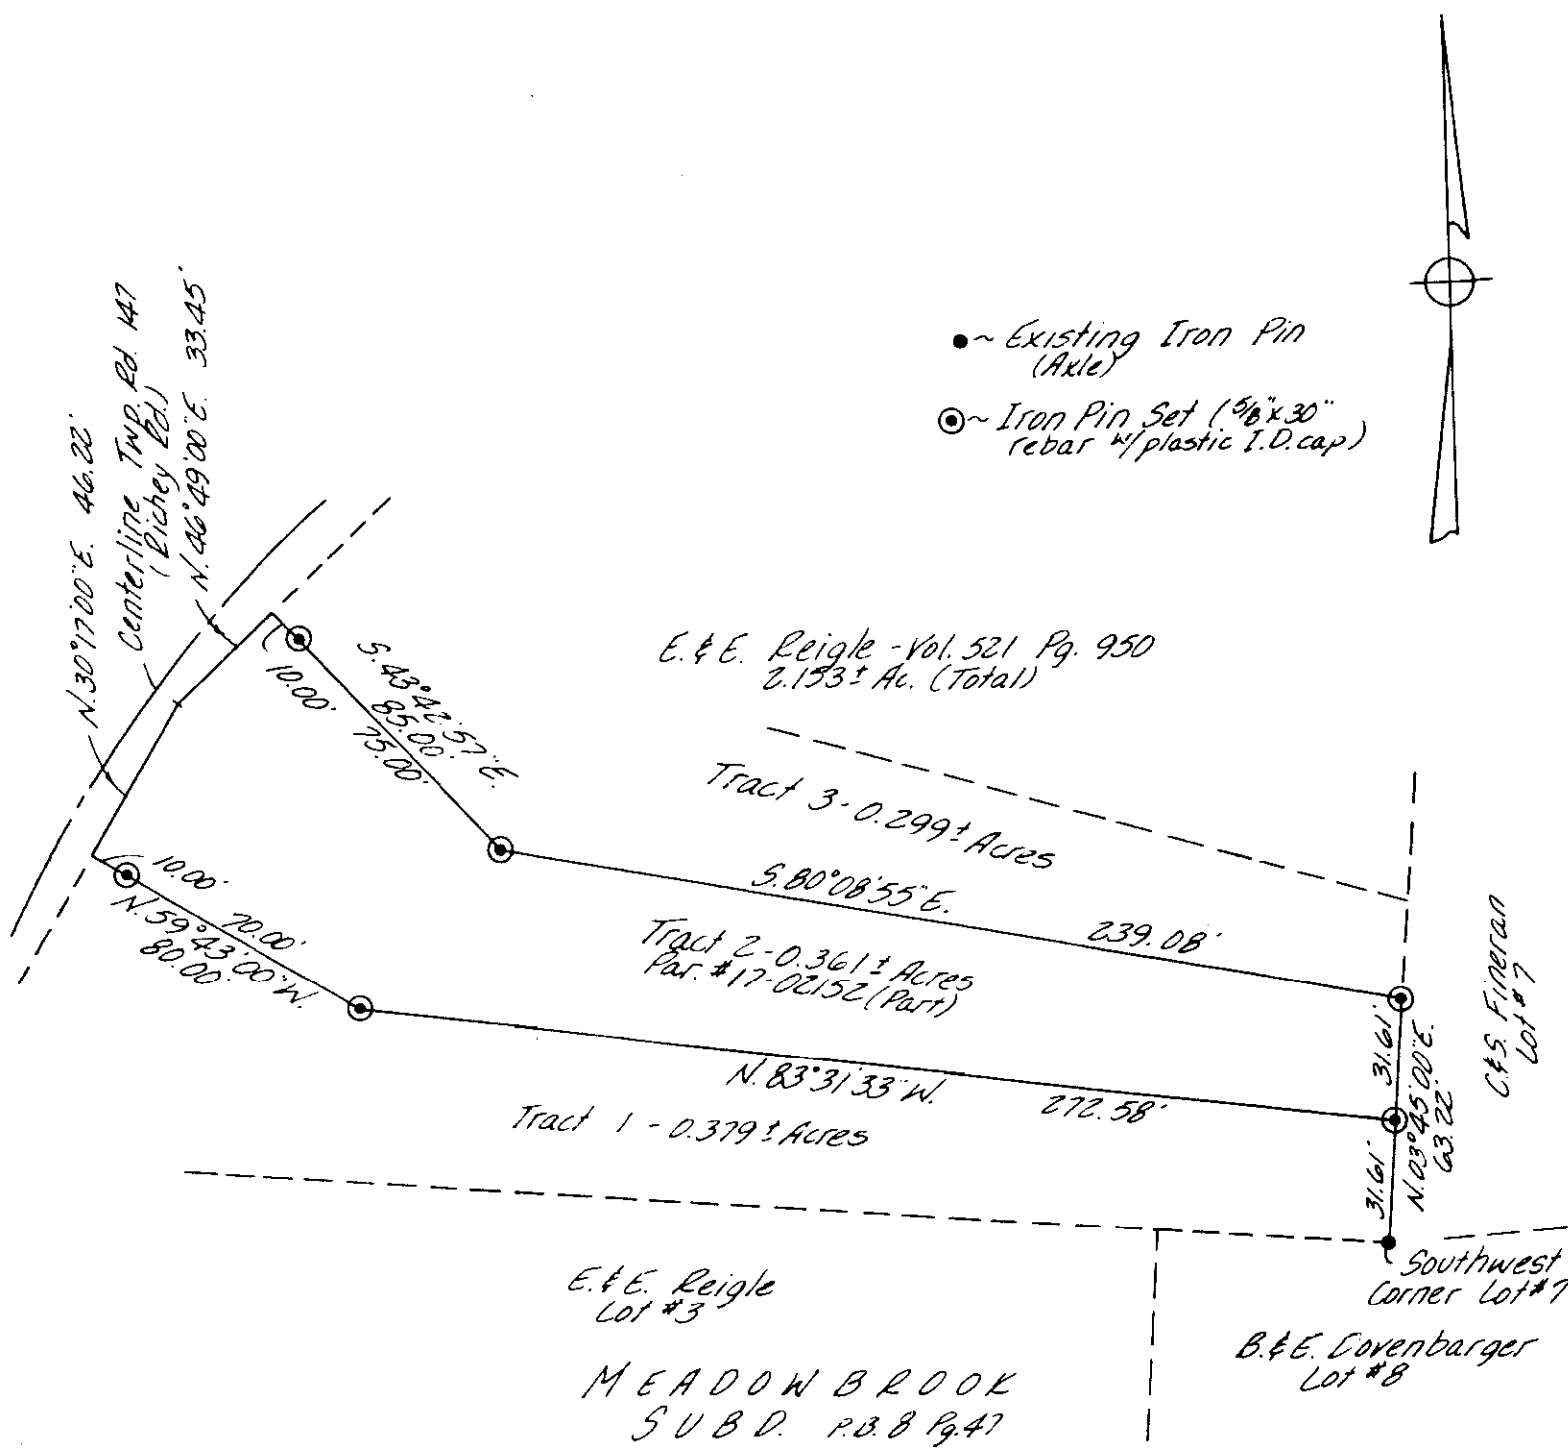 N.30°17'00"E. 46.22'
Centerline Twp. Rd. 147
(Richey Rd.)
N.46°49'00"E. 33.45'
●~ Existing Iron Pin
(Axle)
~ Iron Pin Set (5/8"x30"
rebar w/plastic I.D. cap)
E.&E. Reigle - Vol. 521 Pg. 950
2.153± Ac. (Total)
10.00'
S.43°42'57"E.
85.00'
75.00'
Tract 3-0.299± Acres
S.80°08'55"E.
239.08'
10.00'
70.00'
N.59°43'00"W.
80.00'
Tract 2-0.361± Acres
Par. #17-02152 (Part)
C.&S. Fineran
Lot #7
31.61'
N.03°45'00"E.
63.22'
31.61'
N.83°31'33"W.
272.58'
Tract 1 - 0.379± Acres
Southwest
Corner Lot #7
E.&E. Reigle
Lot #3
B.&E. Dovenbarger
Lot #8
MEADOWBROOK
SUBD. P.B.8 Pg.47